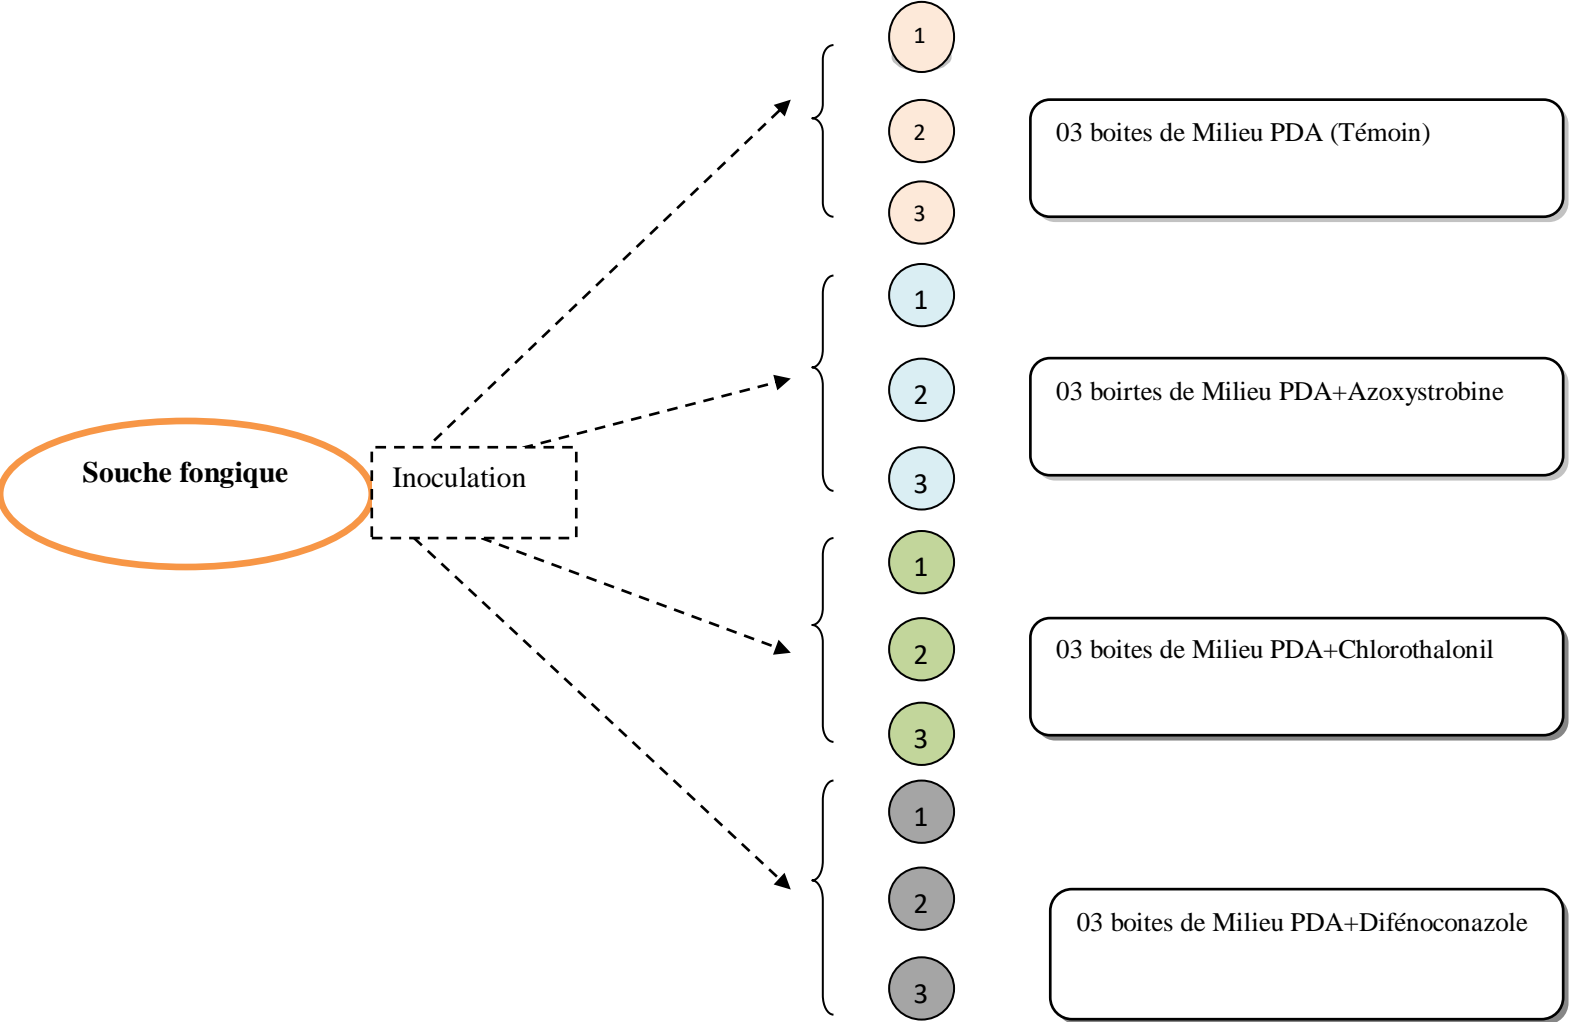 1
2
03 boites de Milieu PDA (Témoin)
3
1
2
03 boirtes de Milieu PDA+Azoxystrobine
Souche fongique
Inoculation
3
1
2
03 boites de Milieu PDA+Chlorothalonil
3
1
2
03 boites de Milieu PDA+Difénoconazole
3